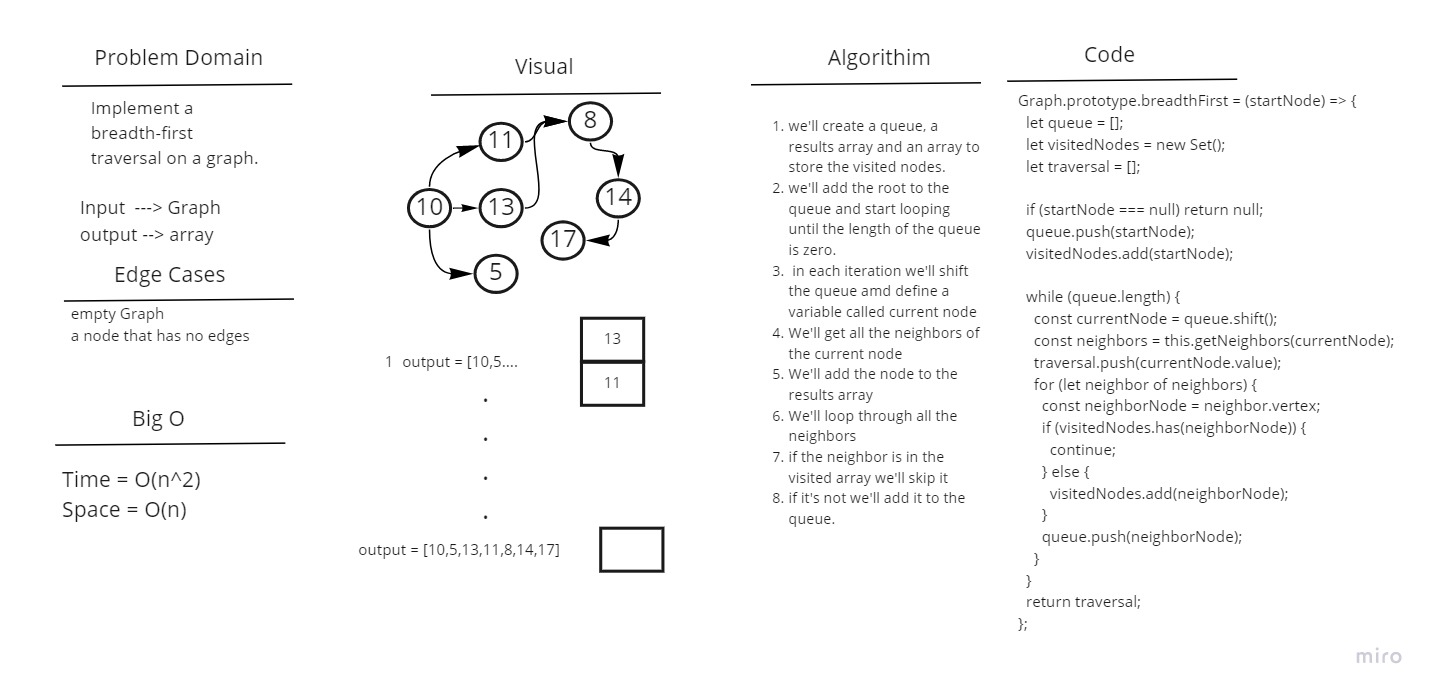 Problem Domain
Implement a
breadth-first
traversal on a graph.
Input ---> Graph
output --> array
Edge Cases
empty Graph
a node that has no edges
Big O
Time = O(n^2)
Space = O(n)
Visual
8
11
14
10
13
17
5
13
1 output = [10,5....
11
.
.
.
.
output = [10,5,13,11,8,14,17]
Algorithim
1. we'll create a queue, a
results array and an array to
store the visited nodes.
2. we'll add the root to the
queue and start looping
until the length of the queue
is zero.
3. in each iteration we'll shift
the queue amd define a
variable called current node
4. We'll get all the neighbors of
the current node
5. We'll add the node to the
results array
6. We'll loop through all the
neighbors
7. if the neighbor is in the
visited array we'll skip it
8. if it's not we'll add it to the
queue.
Code
Graph.prototype.breadthFirst = (startNode) => {
let queue = [];
let visitedNodes = new Set();
let traversal = [];
if (startNode === null) return null;
queue.push(startNode);
visitedNodes.add(startNode);
while (queue.length) {
const currentNode = queue.shift();
const neighbors = this.getNeighbors(currentNode);
traversal.push(currentNode.value);
for (let neighbor of neighbors) {
const neighborNode = neighbor.vertex;
if (visitedNodes.has(neighborNode)) {
continue;
} else {
visitedNodes.add(neighborNode);
}
queue.push(neighborNode);
}
}
return traversal;
};
miro